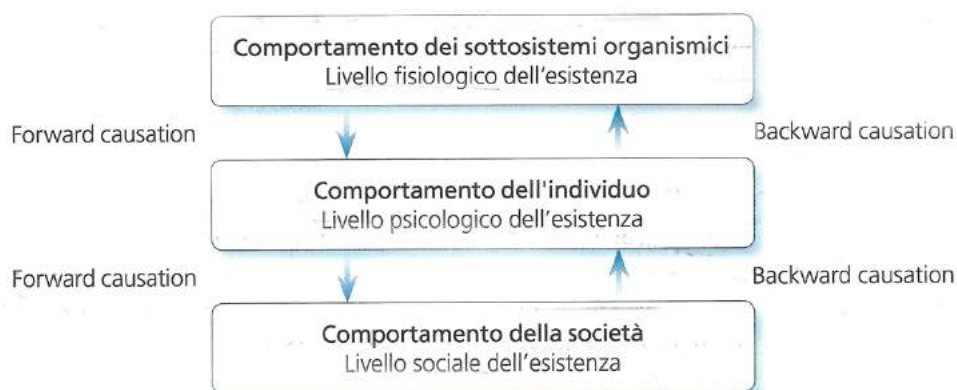 Comportamento dei sottosistemi organismici
Livello fisiologico dell'esistenza
Forward causation
Backward causation
Comportamento dell'individuo
Livello psicologico dell'esistenza
Forward causation
Backward causation
Comportamento della società
Livello sociale dell'esistenza